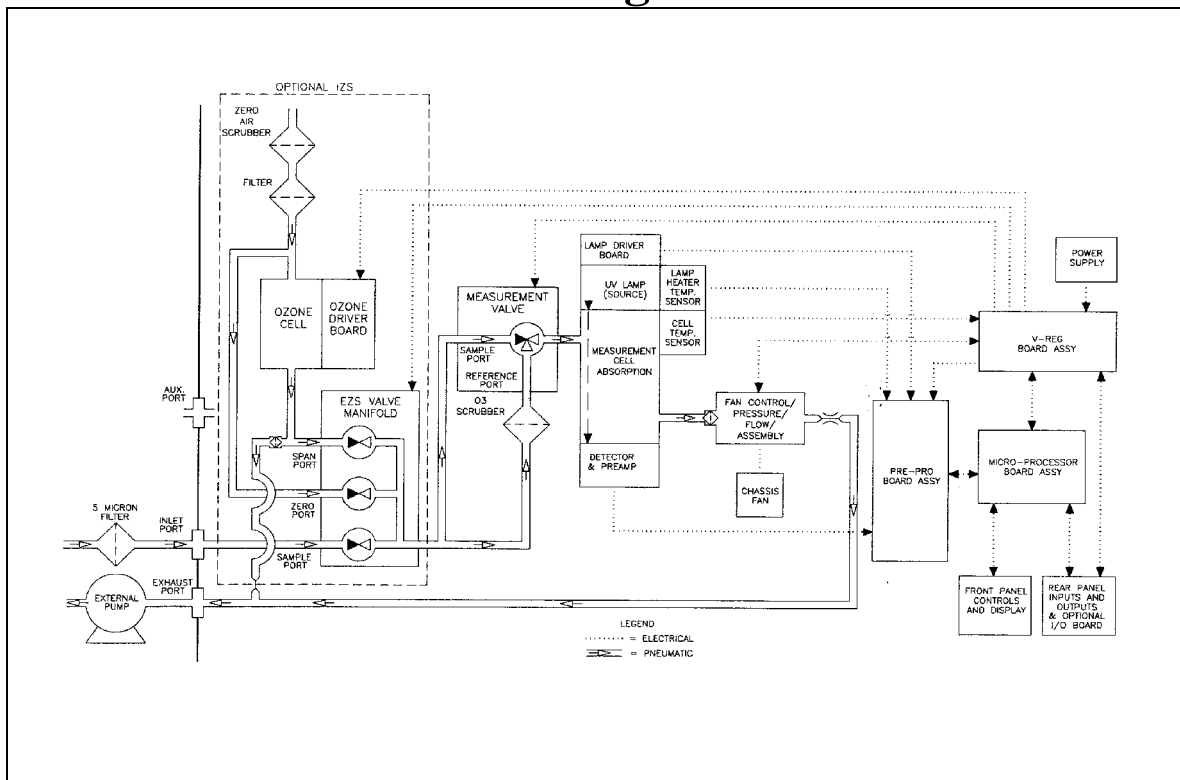 OPTIONAL IZS
ZERO
AIR
SCRUBBER
FILTER
OZONE
CELL
OZONE
DRIVER
BOARD
EZS VALVE
MANIFOLD
SPAN
PORT
ZERO
PORT
SAMPLE
PORT
AUX.
PORT
5 MICRON
FILTER
INLET
PORT
EXHAUST
PORT
EXTERNAL
PUMP
MEASUREMENT
VALVE
SAMPLE
PORT
REFERENCE
PORT
O3
SCRUBBER
LAMP DRIVER
BOARD
UV LAMP
(SOURCE)
LAMP
HEATER
TEMP.
SENSOR
CELL
TEMP.
SENSOR
MEASUREMENT
CELL
ABSORPTION
DETECTOR
& PREAMP
FAN CONTROL/
PRESSURE/
FLOW/
ASSEMBLY
CHASSIS
FAN
POWER
SUPPLY
V-REG
BOARD ASSY
PRE-PRO
BOARD ASSY
MICRO-PROCESSOR
BOARD ASSY
FRONT PANEL
CONTROLS
AND DISPLAY
REAR PANEL
INPUTS AND
OUTPUTS
& OPTIONAL
I/O BOARD
LEGEND
= ELECTRICAL
= PNEUMATIC